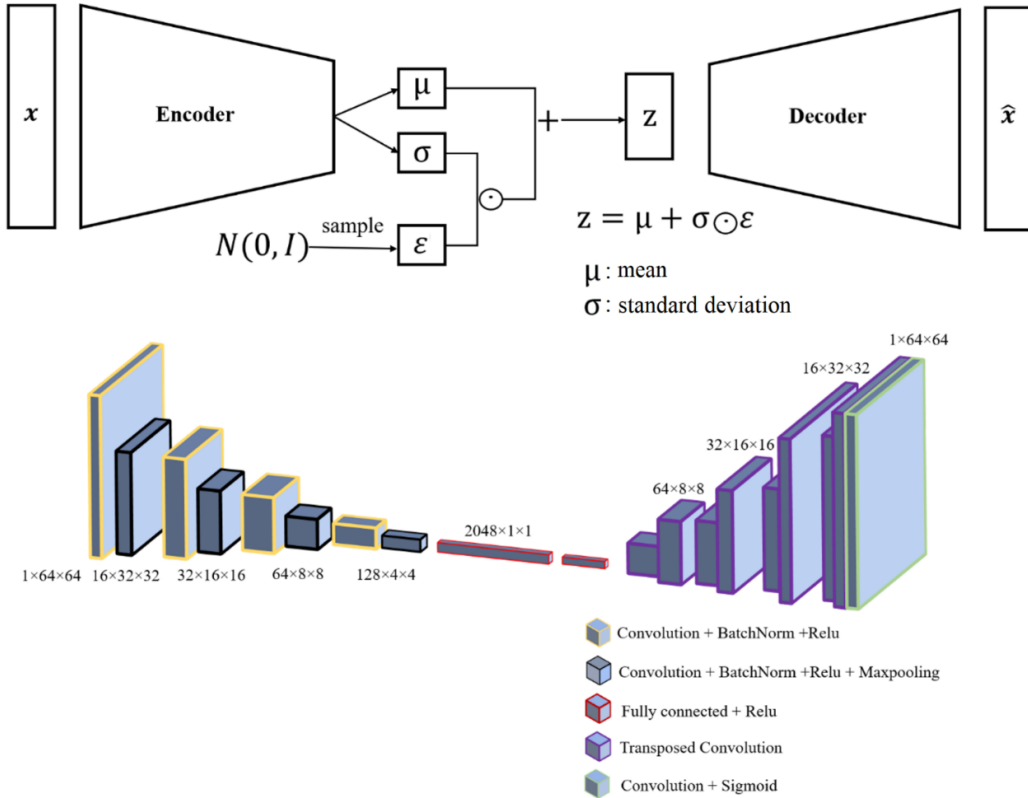 x
Encoder
μ
σ
sample
N(0, I)
ε
+
z
Decoder
x̂
z = μ + σ⊙ε
μ : mean
σ : standard deviation
1×64×64
16×32×32
32×16×16
64×8×8
128×4×4
2048×1×1
64×8×8
32×16×16
16×32×32
1×64×64
Convolution + BatchNorm +Relu
Convolution + BatchNorm +Relu + Maxpooling
Fully connected + Relu
Transposed Convolution
Convolution + Sigmoid